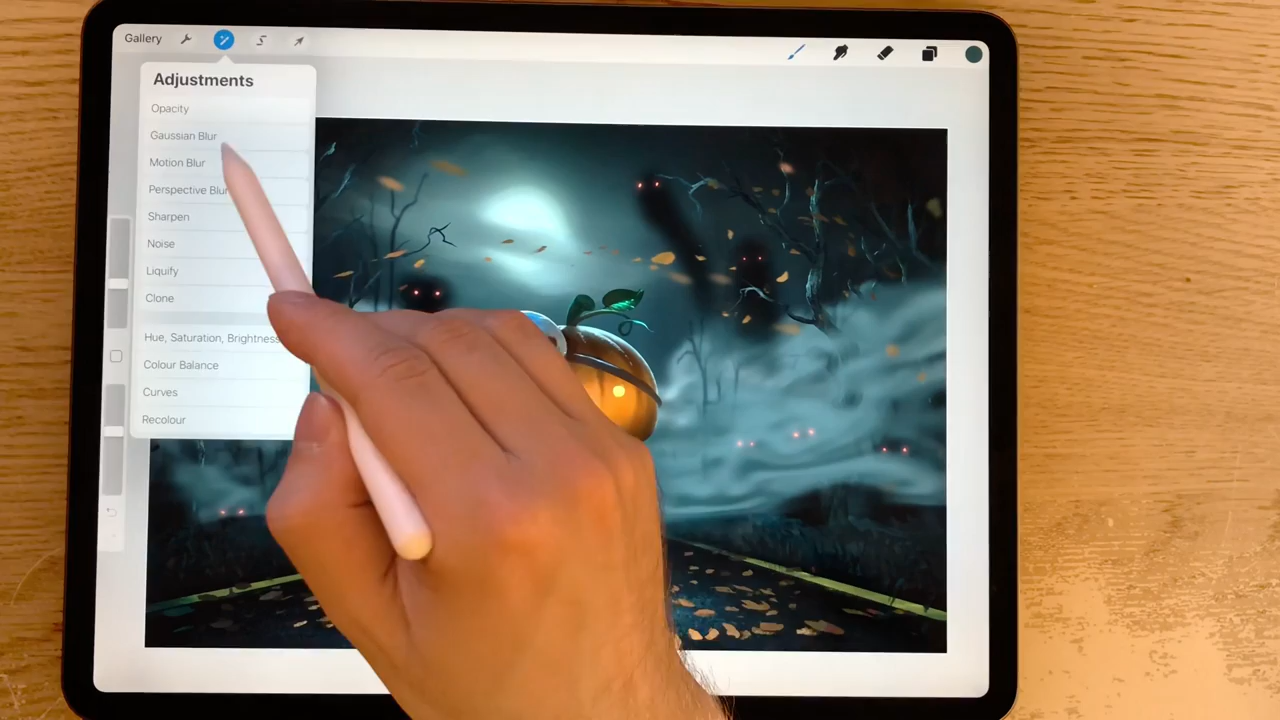 Gallery
Adjustments
Opacity
Gaussian Blur
Motion Blur
Perspective Blur
Sharpen
Noise
Liquify
Clone
Hue, Saturation, Brightness
Colour Balance
Curves
Recolour